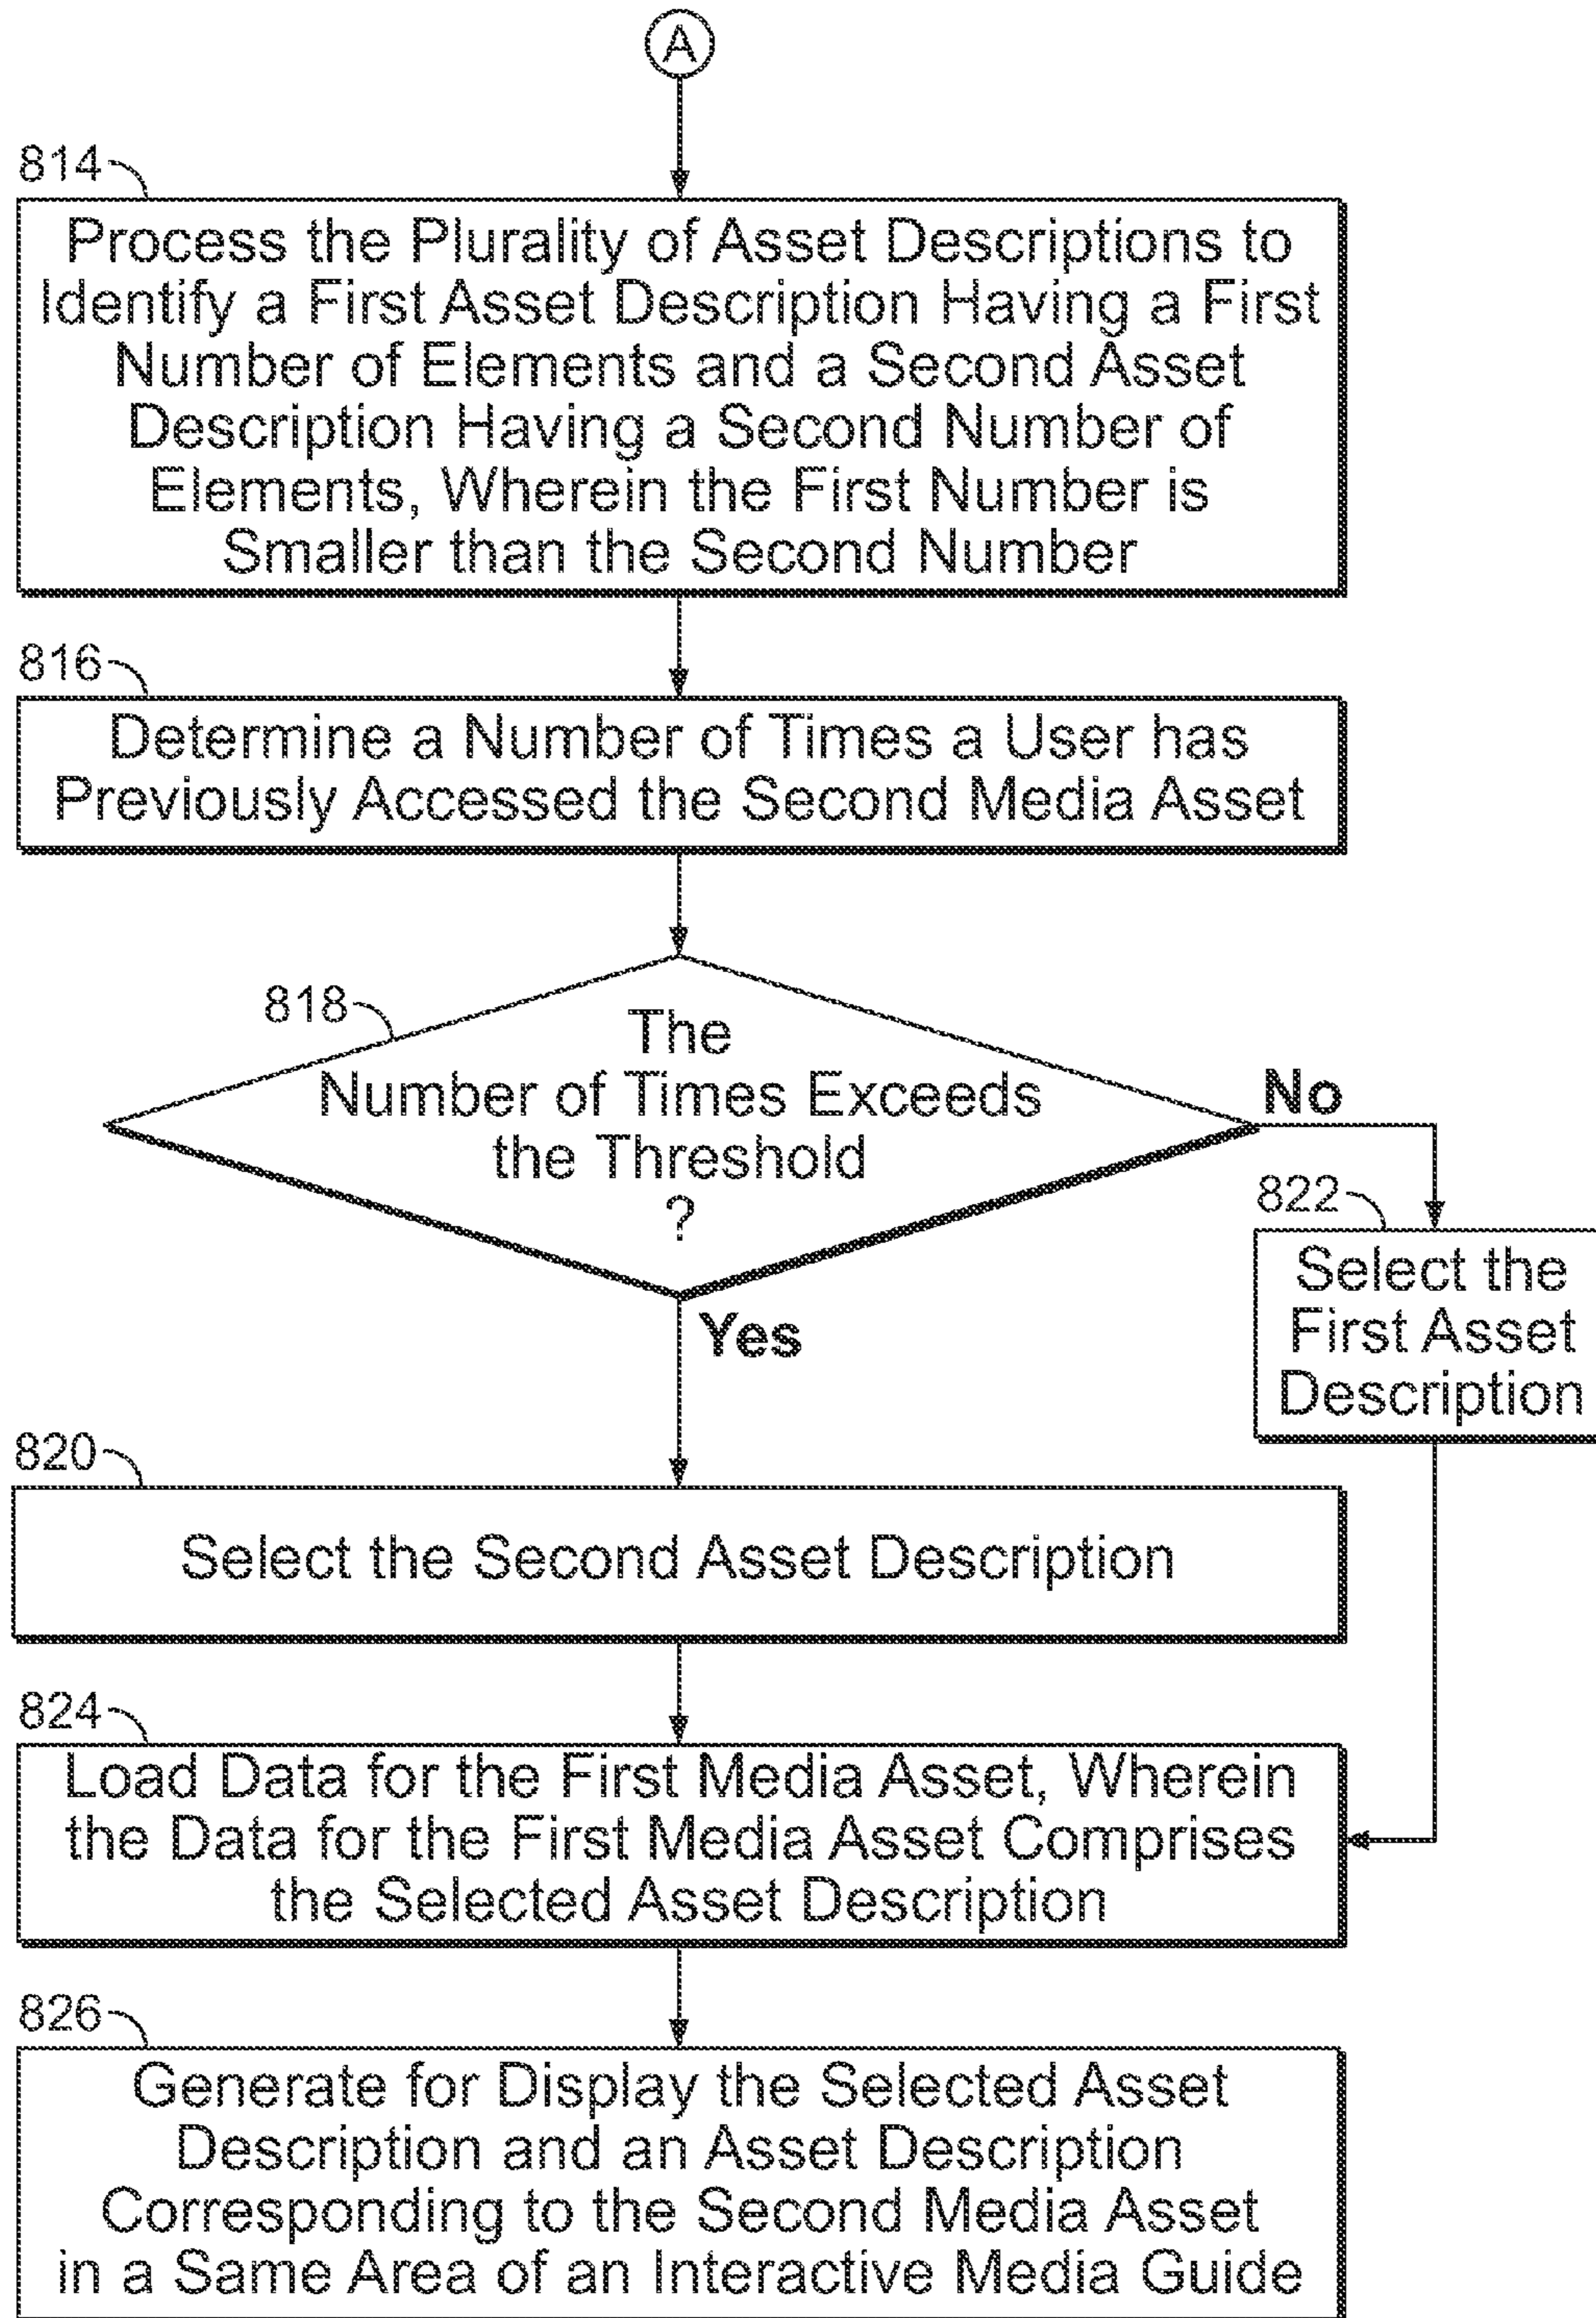 A
814
Process the Plurality of Asset Descriptions to
Identify a First Asset Description Having a First
Number of Elements and a Second Asset
Description Having a Second Number of
Elements, Wherein the First Number is
Smaller than the Second Number
816
Determine a Number of Times a User has
Previously Accessed the Second Media Asset
818
The
Number of Times Exceeds
the Threshold
?
No
Yes
822
Select the
First Asset
Description
820
Select the Second Asset Description
824
Load Data for the First Media Asset, Wherein
the Data for the First Media Asset Comprises
the Selected Asset Description
826
Generate for Display the Selected Asset
Description and an Asset Description
Corresponding to the Second Media Asset
in a Same Area of an Interactive Media Guide